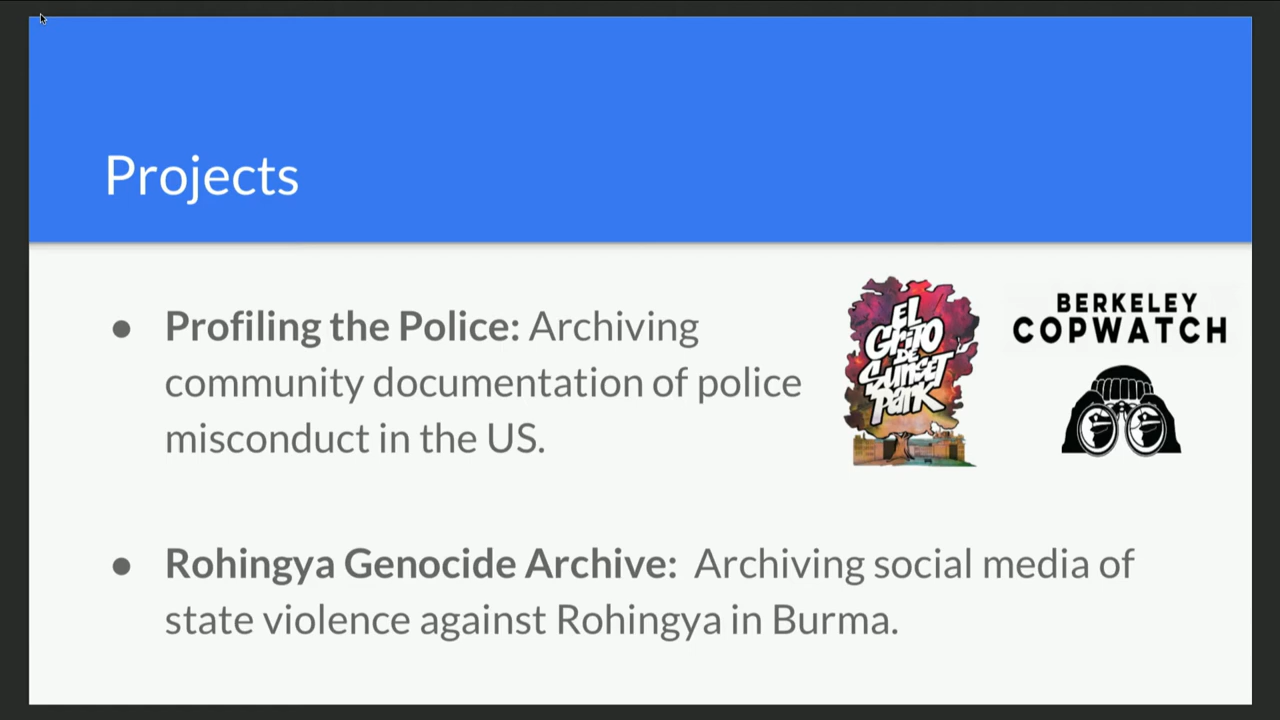 Projects
● Profiling the Police: Archiving
community documentation of police
misconduct in the US.
EL
GRITO
DE
SUNSET
PARK
BERKELEY
COPWATCH
● Rohingya Genocide Archive: Archiving social media of
state violence against Rohingya in Burma.